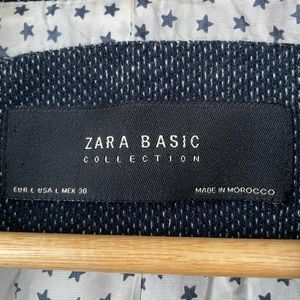 ZARA BASIC
COLLECTION
EUR L USA L MEX 30
MADE IN MOROCCO